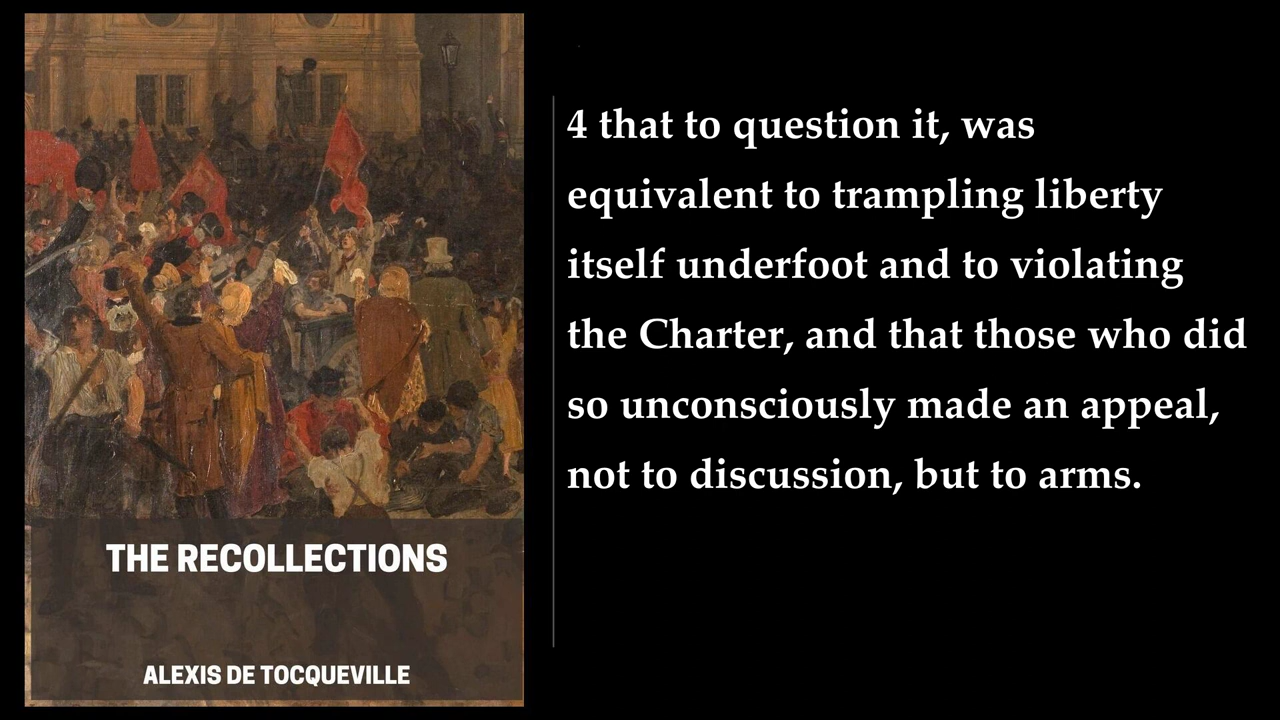 THE RECOLLECTIONS
ALEXIS DE TOCQUEVILLE
4 that to question it, was
equivalent to trampling liberty
itself underfoot and to violating
the Charter, and that those who did
so unconsciously made an appeal,
not to discussion, but to arms.